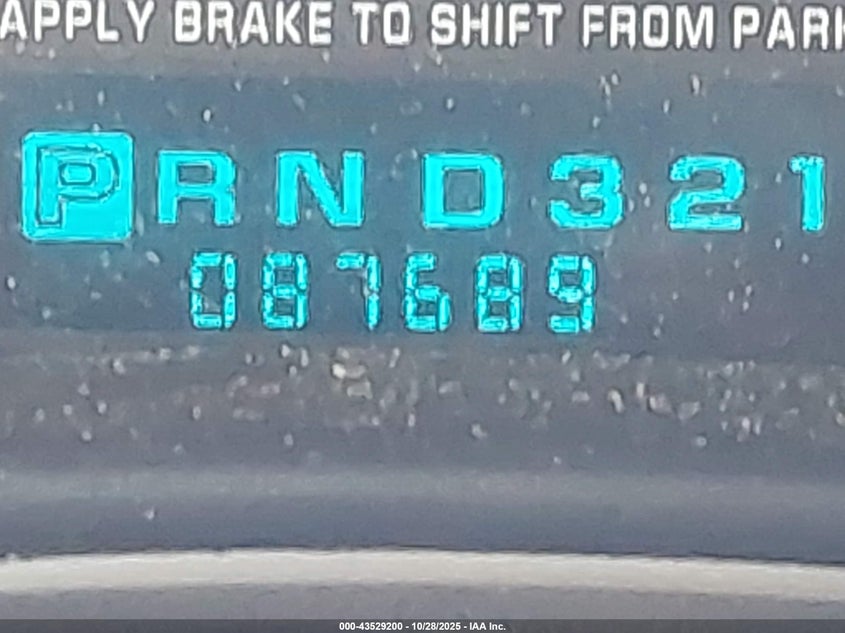 APPLY BRAKE TO SHIFT FROM PARK
P R N D 3 2 1
087689
000-43529200 - 10/28/2025 - IAA Inc.